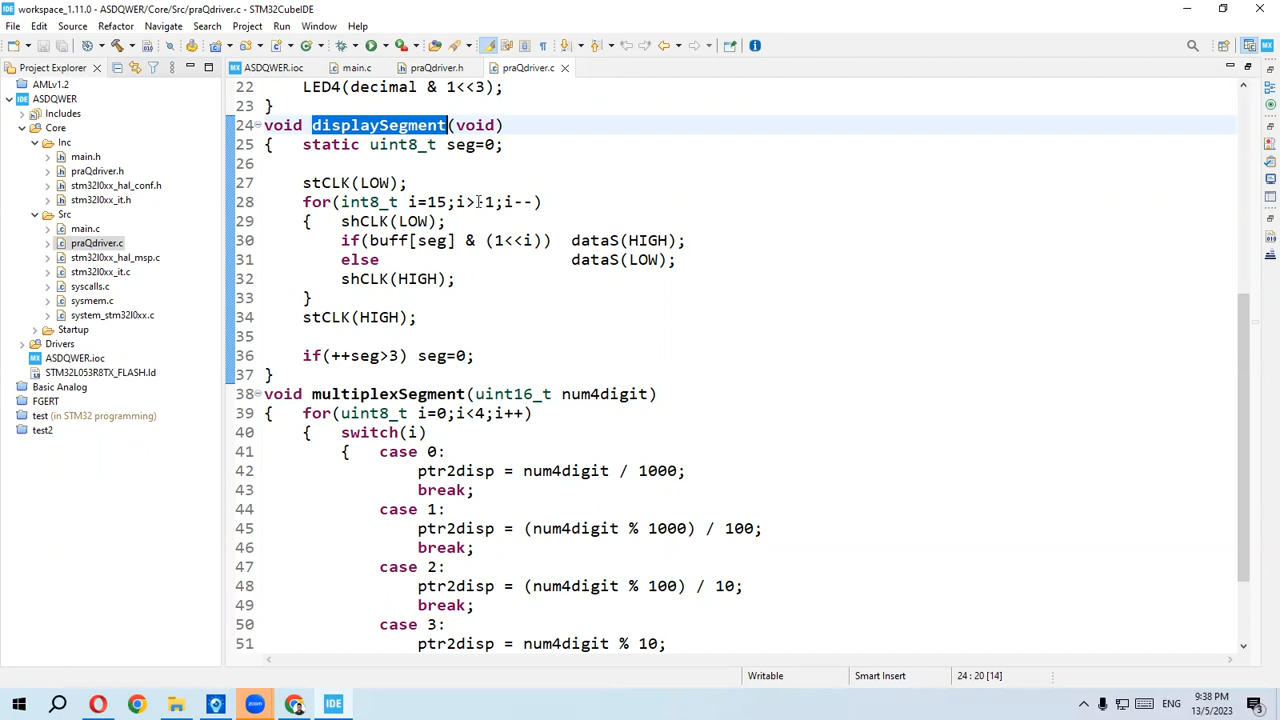 workspace_1.11.0 - ASDQWER/Core/Src/praQdriver.c - STM32CubeIDE
File Edit Source Refactor Navigate Search Project Run Window Help
Project Explorer
ASDQWER.ioc main.c praQdriver.h praQdriver.c
AMLv1.2
ASDQWER
Includes
Core
Inc
main.h
praQdriver.h
stm32l0xx_hal_conf.h
stm32l0xx_it.h
Src
main.c
praQdriver.c
stm32l0xx_hal_msp.c
stm32l0xx_it.c
syscalls.c
sysmem.c
system_stm32l0xx.c
Startup
Drivers
ASDQWER.ioc
STM32L053R8TX_FLASH.ld
Basic Analog
FGERT
test (in STM32 programming)
test2
22 LED4(decimal & 1<<3);
23 }
24 void displaySegment(void)
25 { static uint8_t seg=0;
26
27 stCLK(LOW);
28 for(int8_t i=15;i>-1;i--)
29 { shCLK(LOW);
30 if(buff[seg] & (1<<i)) dataS(HIGH);
31 else dataS(LOW);
32 shCLK(HIGH);
33 }
34 stCLK(HIGH);
35
36 if(++seg>3) seg=0;
37 }
38 void multiplexSegment(uint16_t num4digit)
39 { for(uint8_t i=0;i<4;i++)
40 { switch(i)
41 { case 0:
42 ptr2disp = num4digit / 1000;
43 break;
44 case 1:
45 ptr2disp = (num4digit % 1000) / 100;
46 break;
47 case 2:
48 ptr2disp = (num4digit % 100) / 10;
49 break;
50 case 3:
51 ptr2disp = num4digit % 10;
Writable Smart Insert 24 : 20 [14]
zoom IDE ENG 9:38 PM
13/5/2023 3